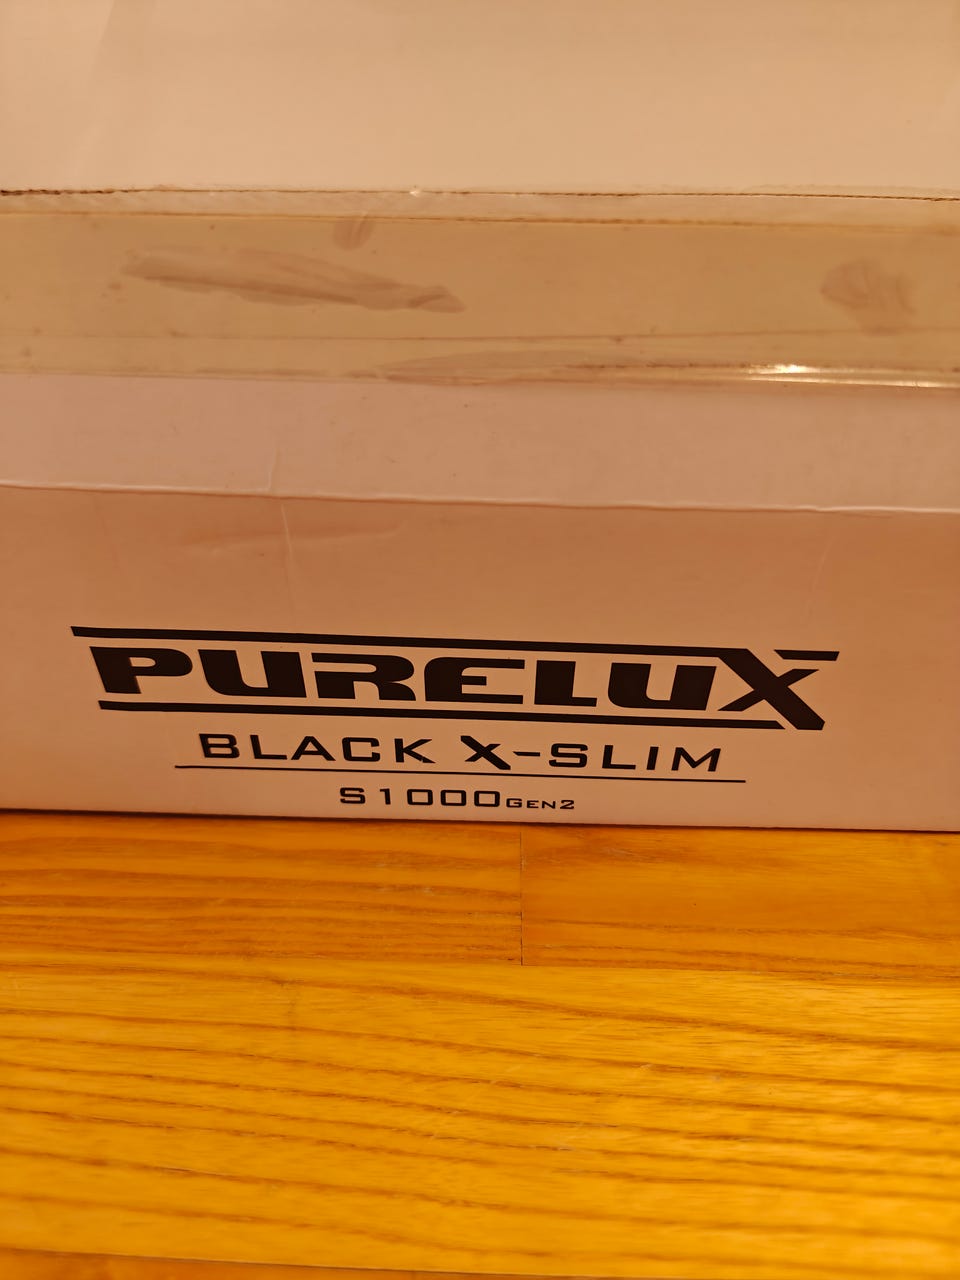 PURELUX
BLACK X-SLIM
S1000GEN2